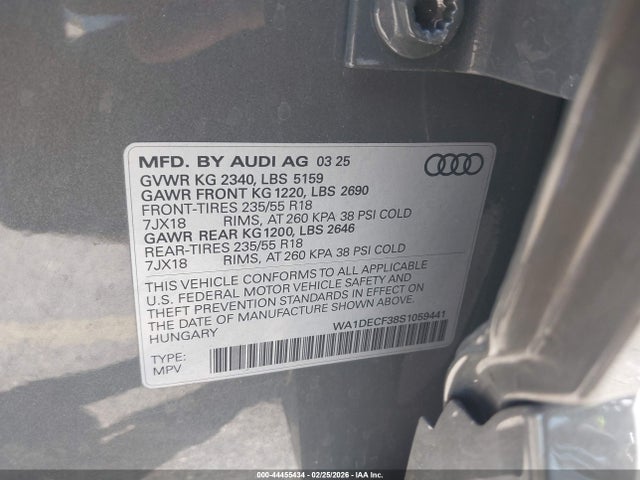 MFD. BY AUDI AG 03 25
GVWR KG 2340, LBS 5159
GAWR FRONT KG 1220, LBS 2690
FRONT-TIRES 235/55 R18
7JX18 RIMS, AT 260 KPA 38 PSI COLD
GAWR REAR KG1200, LBS 2646
REAR-TIRES 235/55 R18
7JX18 RIMS, AT 260 KPA 38 PSI COLD
THIS VEHICLE CONFORMS TO ALL APPLICABLE
U.S. FEDERAL MOTOR VEHICLE SAFETY AND
THEFT PREVENTION STANDARDS IN EFFECT ON
THE DATE OF MANUFACTURE SHOWN ABOVE.
HUNGARY
WA1DECF38S1059441
TYPE:
MPV
000-44455434 - 02/25/2026 - IAA Inc.